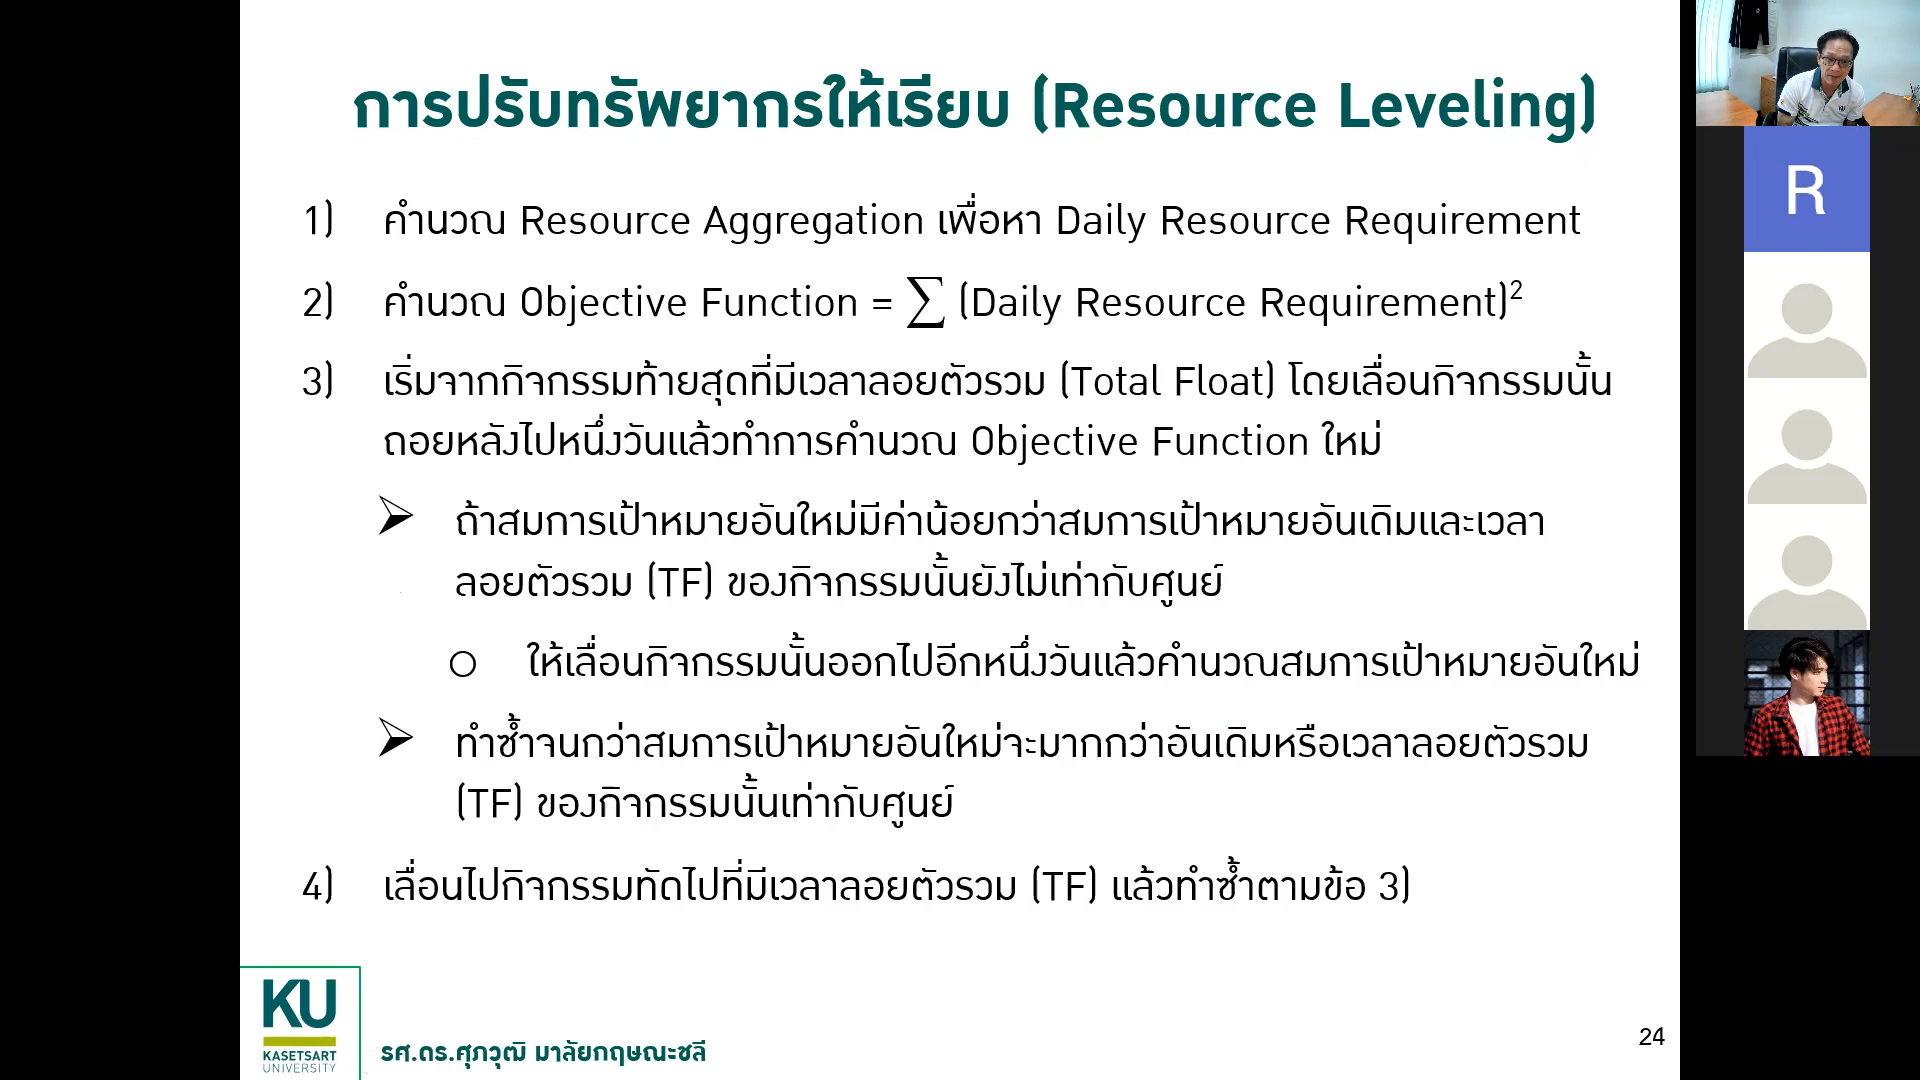 การปรับทรัพยากรให้เรียบ (Resource Leveling)
1) คำนวณ Resource Aggregation เพื่อหา Daily Resource Requirement
2) คำนวณ Objective Function = ∑ (Daily Resource Requirement)²
3) เริ่มจากกิจกรรมท้ายสุดที่มีเวลาลอยตัวรวม (Total Float) โดยเลื่อนกิจกรรมนั้น
ถอยหลังไปหนึ่งวันแล้วทำการคำนวณ Objective Function ใหม่
➢ ถ้าสมการเป้าหมายอันใหม่มีค่าน้อยกว่าสมการเป้าหมายอันเดิมและเวลา
ลอยตัวรวม (TF) ของกิจกรรมนั้นยังไม่เท่ากับศูนย์
o ให้เลื่อนกิจกรรมนั้นออกไปอีกหนึ่งวันแล้วคำนวณสมการเป้าหมายอันใหม่
➢ ทำซ้ำจนกว่าสมการเป้าหมายอันใหม่จะมากกว่าอันเดิมหรือเวลาลอยตัวรวม
(TF) ของกิจกรรมนั้นเท่ากับศูนย์
4) เลื่อนไปกิจกรรมทัดไปที่มีเวลาลอยตัวรวม (TF) แล้วทำซ้ำตามข้อ 3)
KU
KASETSART
UNIVERSITY
รศ.ดร.ศุภวุฒิ มาลัยกฤษณะชลี
24
R